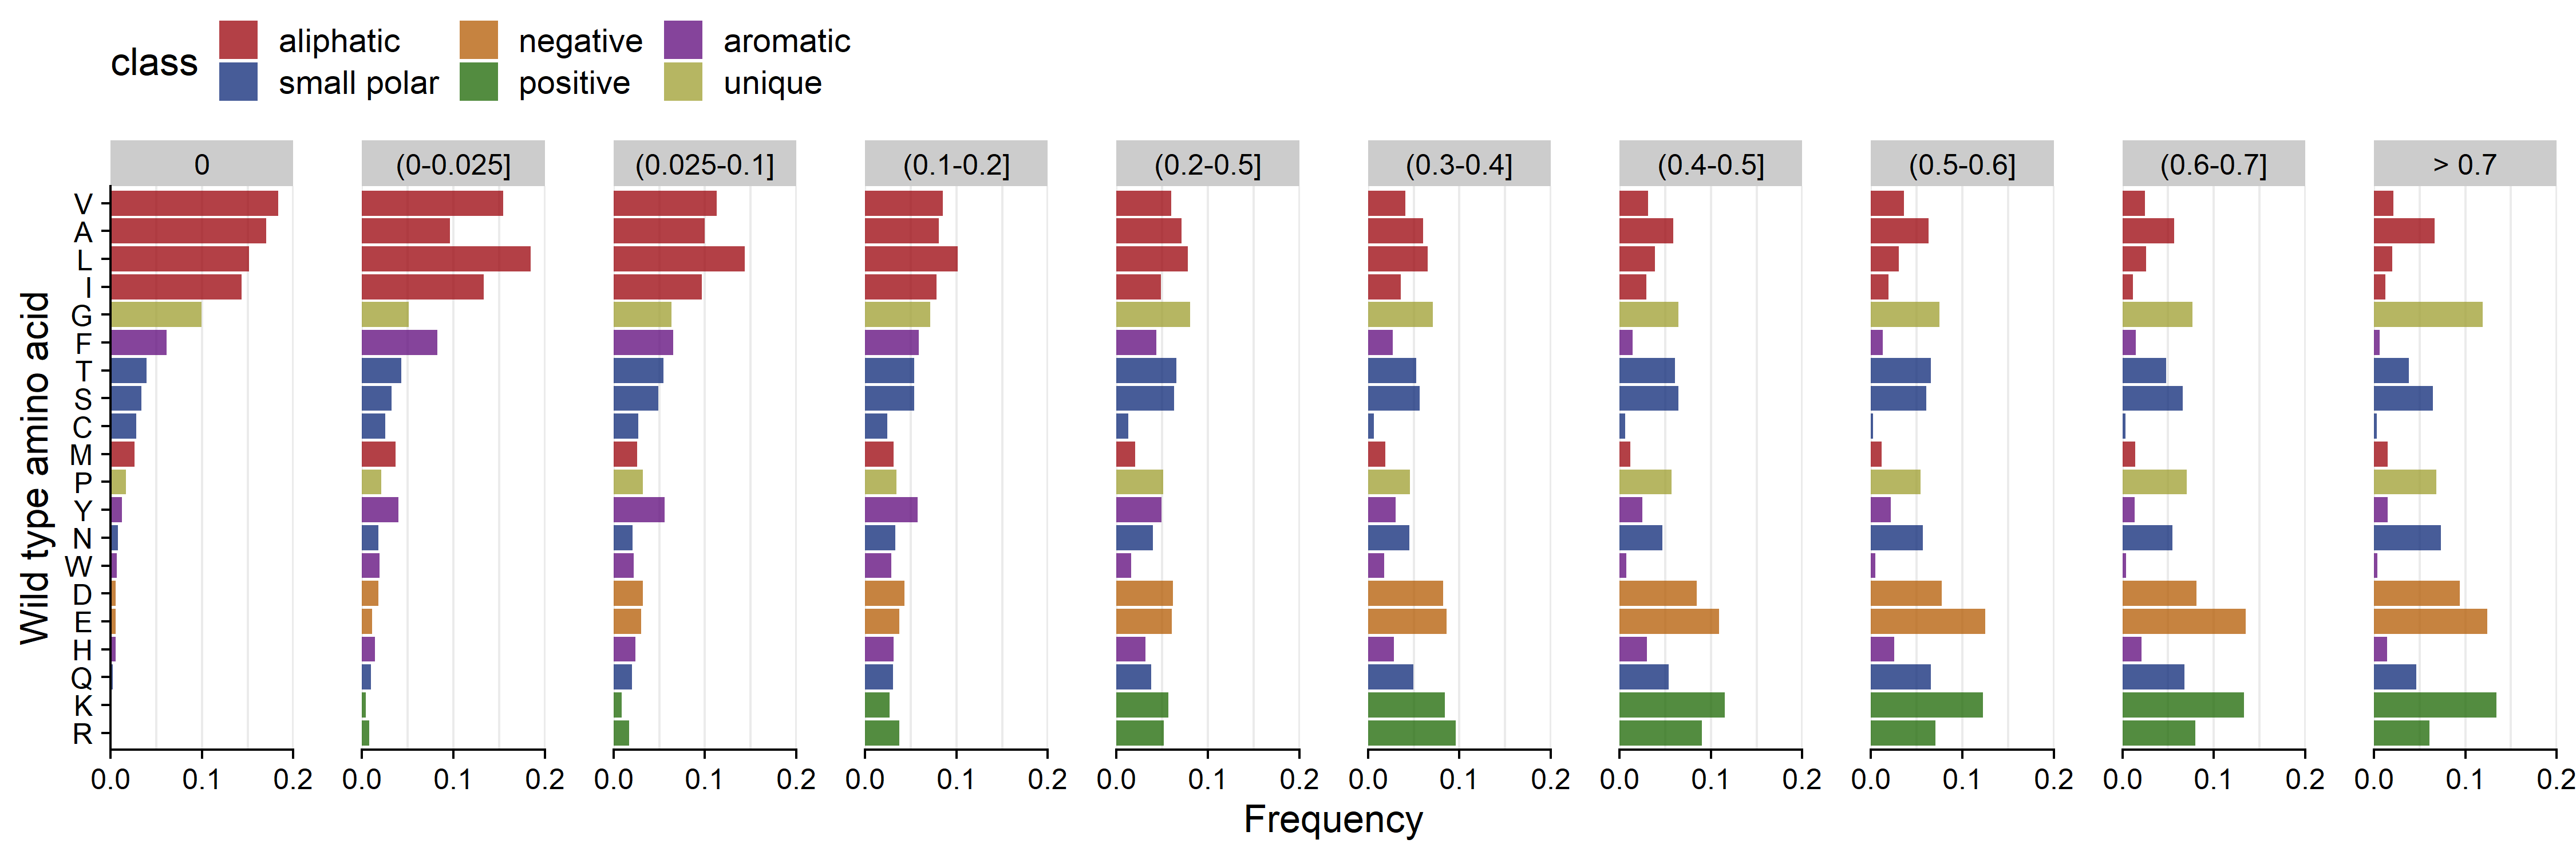 class
aliphatic
negative
aromatic
small polar
positive
unique
0
(0-0.025]
(0.025-0.1]
(0.1-0.2]
(0.2-0.5]
(0.3-0.4]
(0.4-0.5]
(0.5-0.6]
(0.6-0.7]
> 0.7
Wild type amino acid
V
A
L
I
G
F
T
S
C
M
P
Y
N
W
D
E
H
Q
K
R
0.0 0.1 0.2
0.0 0.1 0.2
0.0 0.1 0.2
0.0 0.1 0.2
0.0 0.1 0.2
0.0 0.1 0.2
0.0 0.1 0.2
0.0 0.1 0.2
0.0 0.1 0.2
0.0 0.1 0.2
Frequency